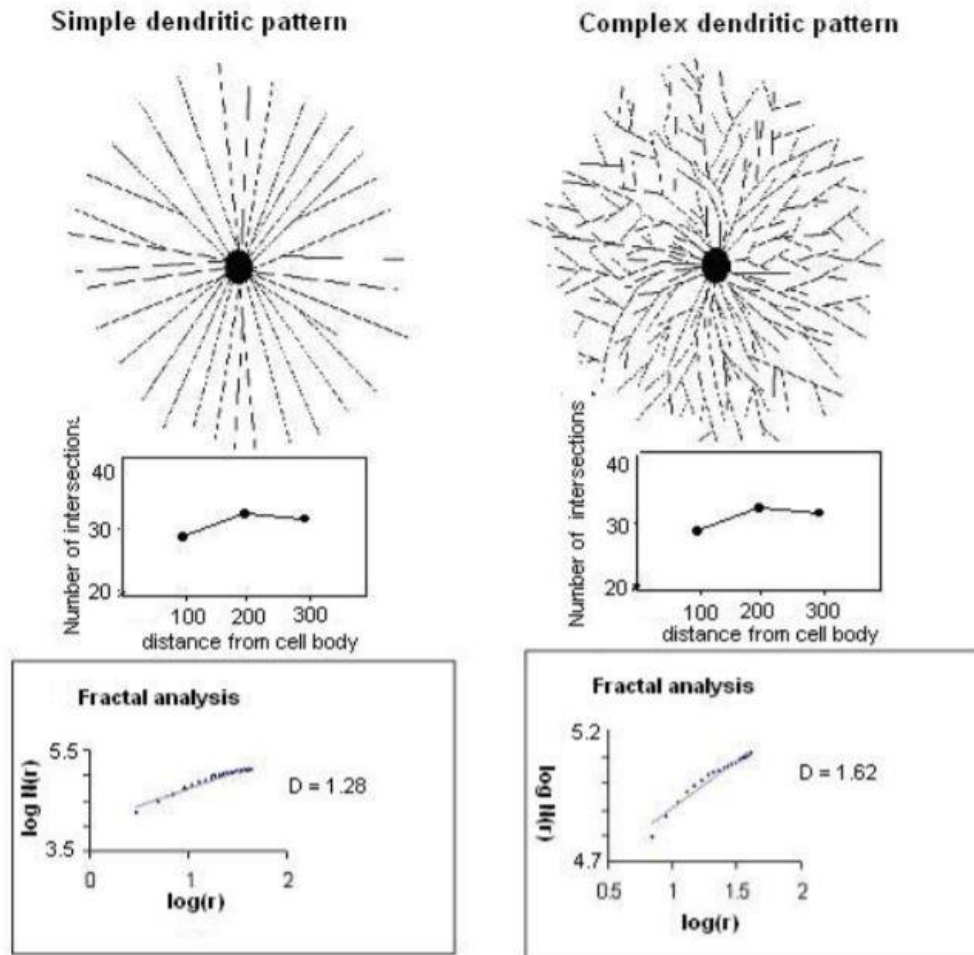 Simple dendritic pattern
Number of intersections
40
30
20
100 200 300
distance from cell body
Fractal analysis
log N(r)
5.5
3.5
D = 1.28
0 1 2
log(r)
Complex dendritic pattern
Number of intersections
40
30
20
100 200 300
distance from cell body
Fractal analysis
log N(r)
5.2
4.7
D = 1.62
0.5 1 1.5 2
log(r)